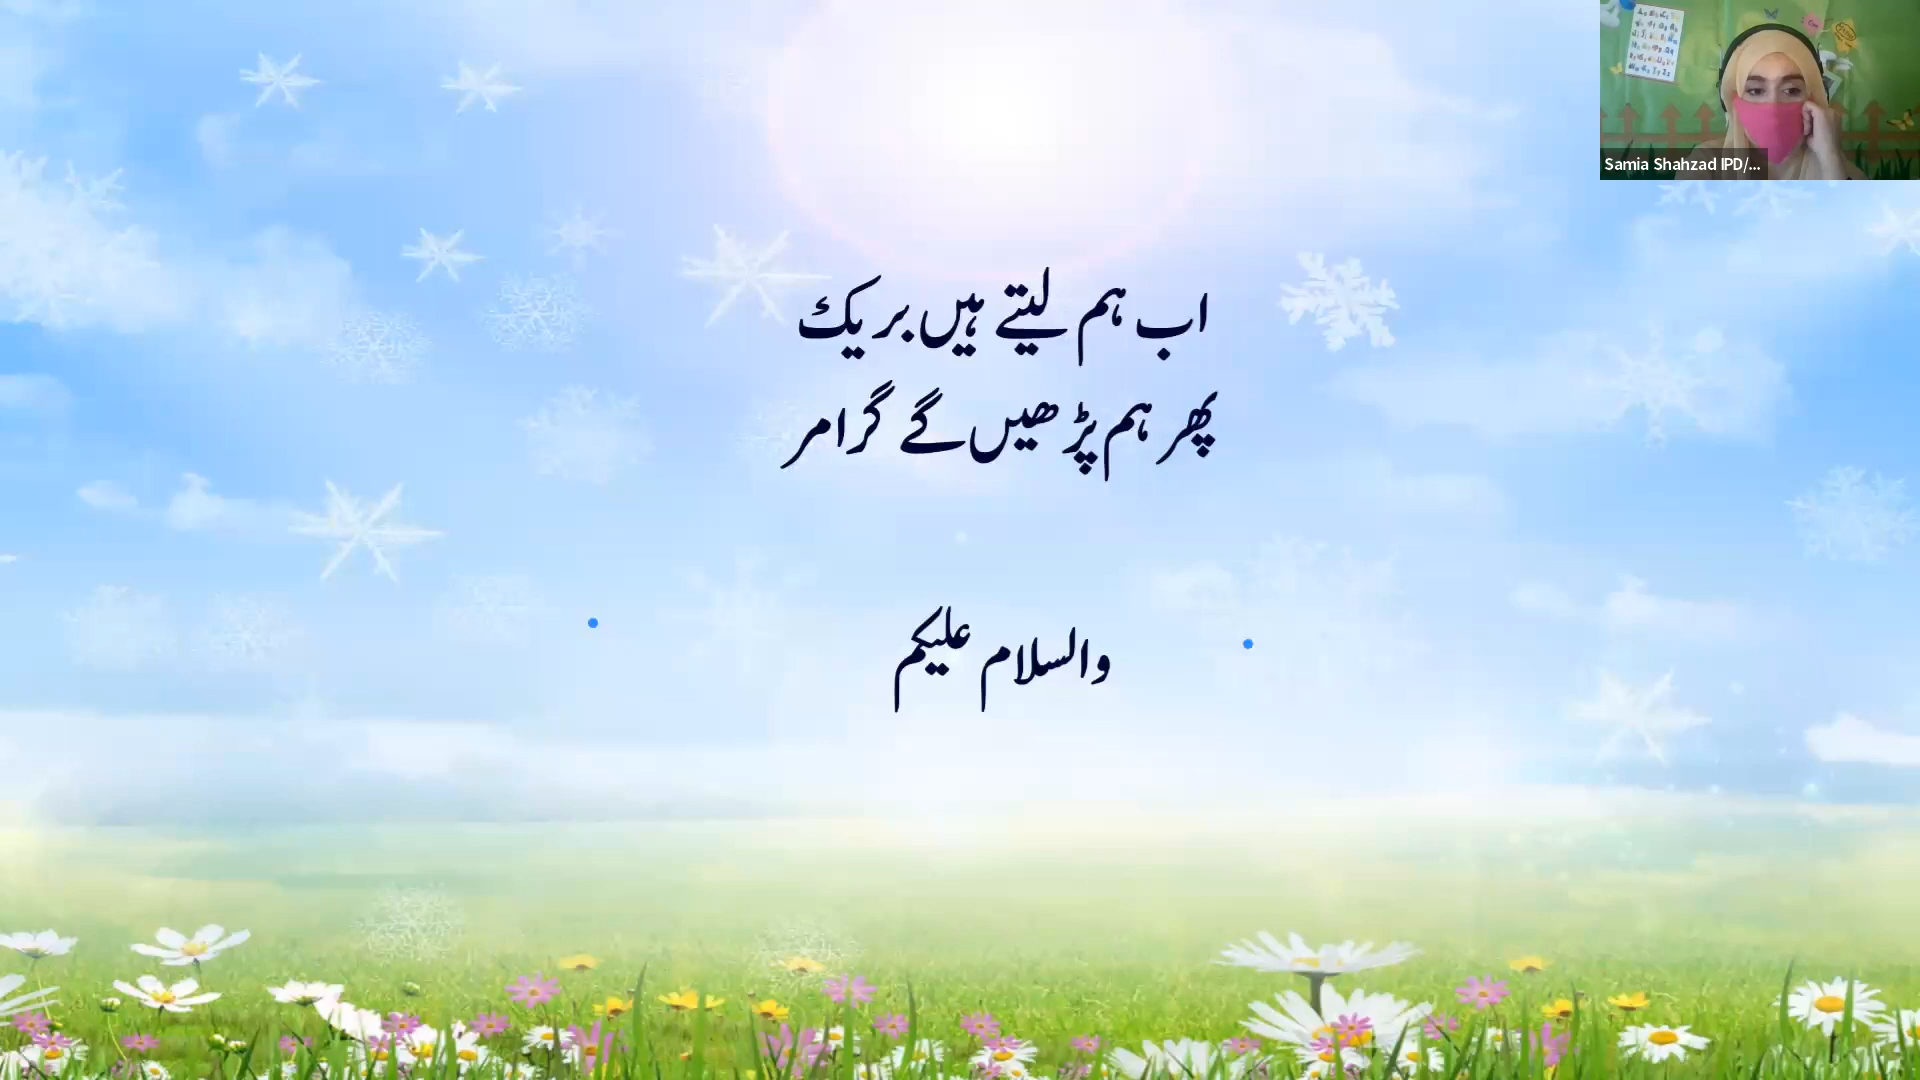 Samia Shahzad IPD/...
اب ہم لیتے ہیں بریک
پھر ہم پڑھیں گے گرامر
والسلام علیکم